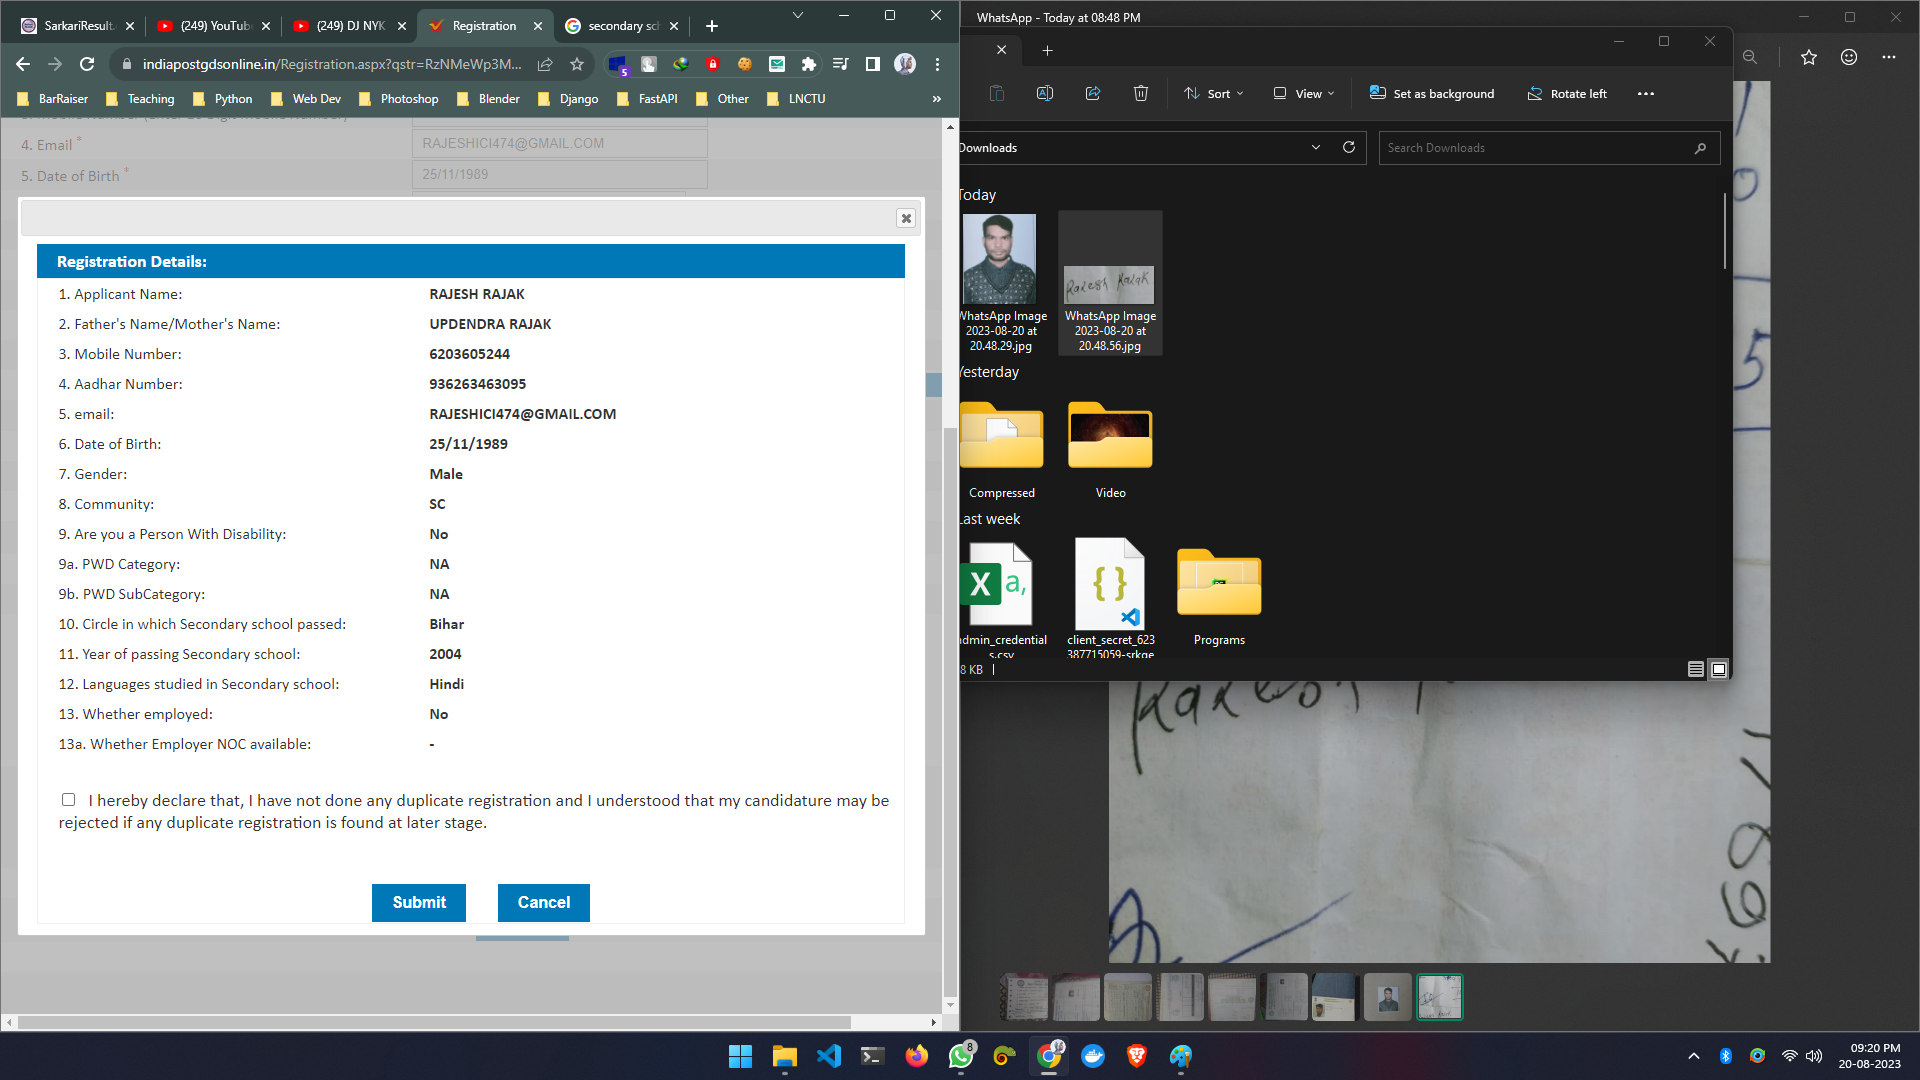 SarkariResult.
(249) YouTube
(249) DJ NYK
Registration
secondary sch
indiapostgdsonline.in/Registration.aspx?qstr=RzNMeWp3M...
5
BarRaiser
Teaching
Python
Web Dev
Photoshop
Blender
Django
FastAPI
Other
LNCTU
»
4. Email *
RAJESHICI474@GMAIL.COM
5. Date of Birth *
25/11/1989
Registration Details:
1. Applicant Name: RAJESH RAJAK
2. Father's Name/Mother's Name: UPDENDRA RAJAK
3. Mobile Number: 6203605244
4. Aadhar Number: 936263463095
5. email: RAJESHICI474@GMAIL.COM
6. Date of Birth: 25/11/1989
7. Gender: Male
8. Community: SC
9. Are you a Person With Disability: No
9a. PWD Category: NA
9b. PWD SubCategory: NA
10. Circle in which Secondary school passed: Bihar
11. Year of passing Secondary school: 2004
12. Languages studied in Secondary school: Hindi
13. Whether employed: No
13a. Whether Employer NOC available: -
I hereby declare that, I have not done any duplicate registration and I understood that my candidature may be
rejected if any duplicate registration is found at later stage.
Submit
Cancel
WhatsApp - Today at 08:48 PM
Sort
View
Set as background
Rotate left
Downloads
Search Downloads
Today
Rajesh Rajak
WhatsApp Image
2023-08-20 at
20.48.29.jpg
WhatsApp Image
2023-08-20 at
20.48.56.jpg
Yesterday
Compressed
Video
Last week
admin_credential
s.csv
client_secret_623
387715059-srkge
Programs
8 KB
8
09:20 PM
20-08-2023